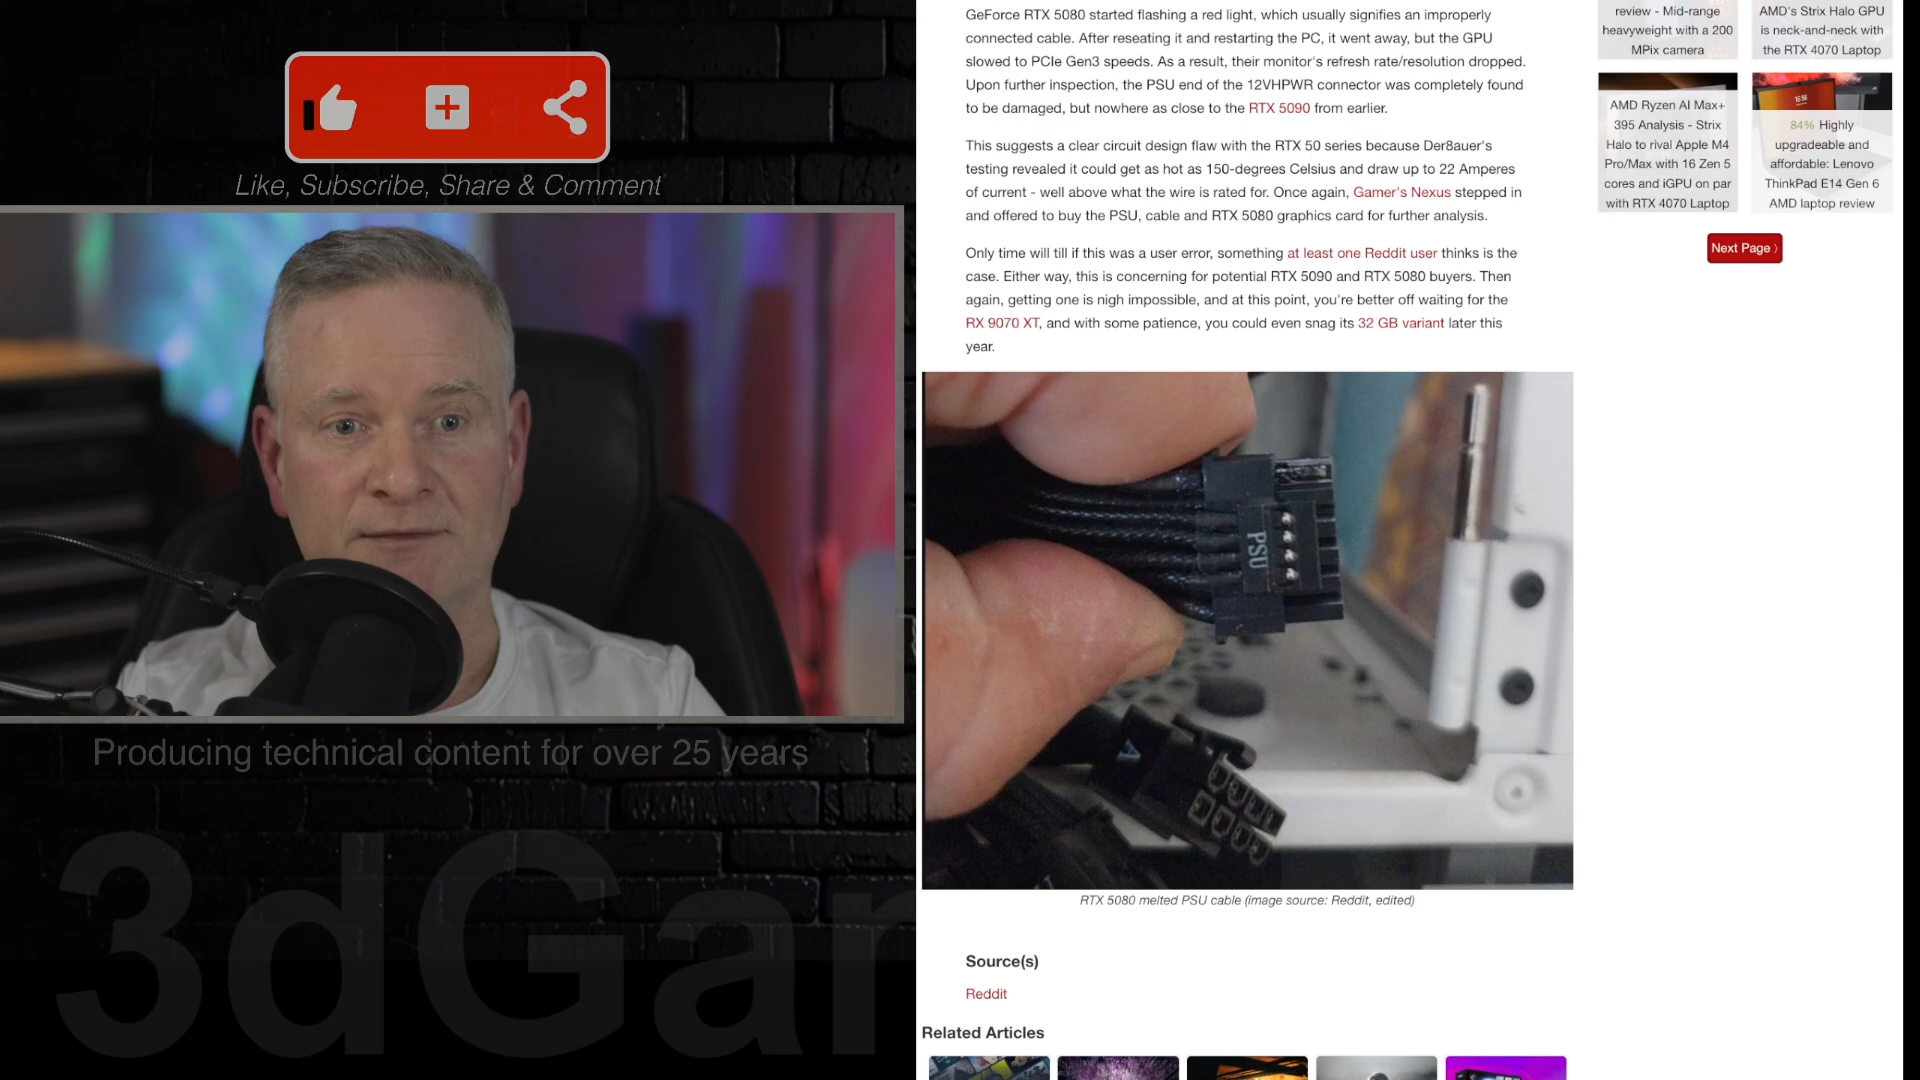 Like, Subscribe, Share & Comment
Producing technical content for over 25 years
3dGa
GeForce RTX 5080 started flashing a red light, which usually signifies an improperly
connected cable. After reseating it and restarting the PC, it went away, but the GPU
slowed to PCIe Gen3 speeds. As a result, their monitor's refresh rate/resolution dropped.
Upon further inspection, the PSU end of the 12VHPWR connector was completely found
to be damaged, but nowhere as close to the RTX 5090 from earlier.
This suggests a clear circuit design flaw with the RTX 50 series because Der8auer's
testing revealed it could get as hot as 150-degrees Celsius and draw up to 22 Amperes
of current - well above what the wire is rated for. Once again, Gamer's Nexus stepped in
and offered to buy the PSU, cable and RTX 5080 graphics card for further analysis.
Only time will till if this was a user error, something at least one Reddit user thinks is the
case. Either way, this is concerning for potential RTX 5090 and RTX 5080 buyers. Then
again, getting one is nigh impossible, and at this point, you're better off waiting for the
RX 9070 XT, and with some patience, you could even snag its 32 GB variant later this
year.
PSU
A
RTX 5080 melted PSU cable (image source: Reddit, edited)
Source(s)
Reddit
Related Articles
review - Mid-range
heavyweight with a 200
MPix camera
AMD's Strix Halo GPU
is neck-and-neck with
the RTX 4070 Laptop
AMD Ryzen AI Max+
395 Analysis - Strix
Halo to rival Apple M4
Pro/Max with 16 Zen 5
cores and iGPU on par
with RTX 4070 Laptop
84% Highly
upgradeable and
affordable: Lenovo
ThinkPad E14 Gen 6
AMD laptop review
Next Page ⟩